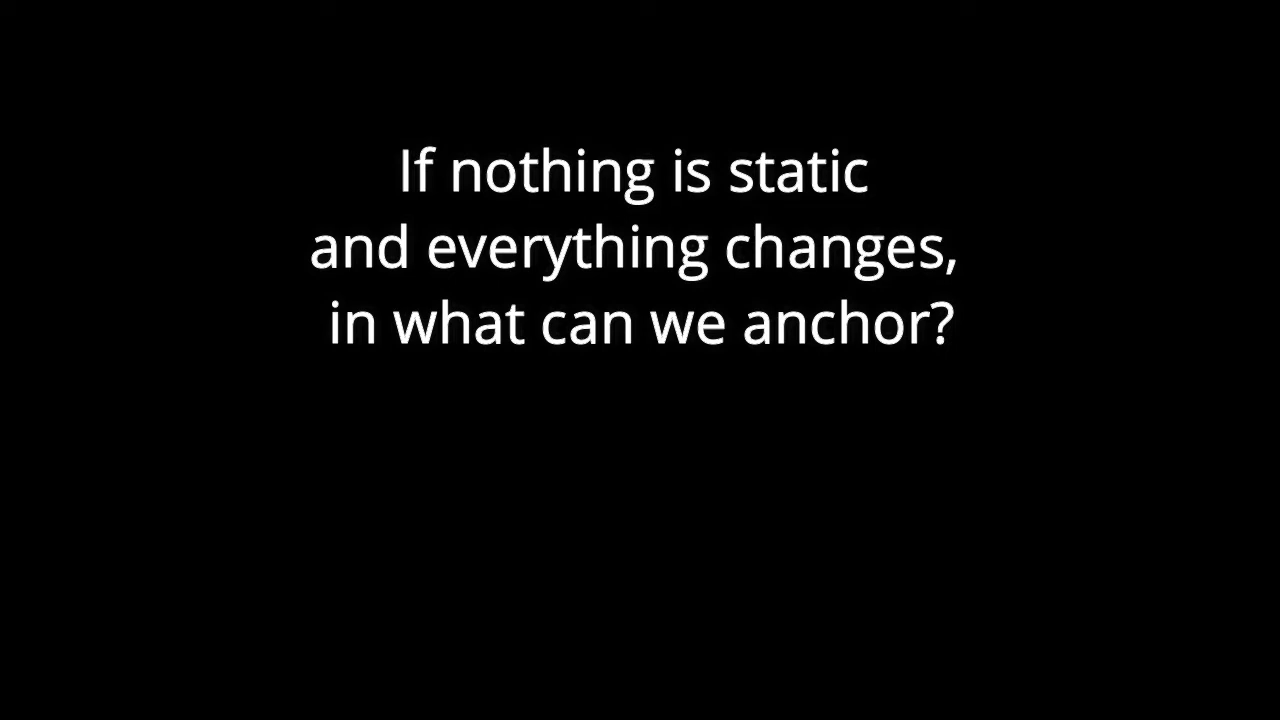 If nothing is static
and everything changes,
in what can we anchor?